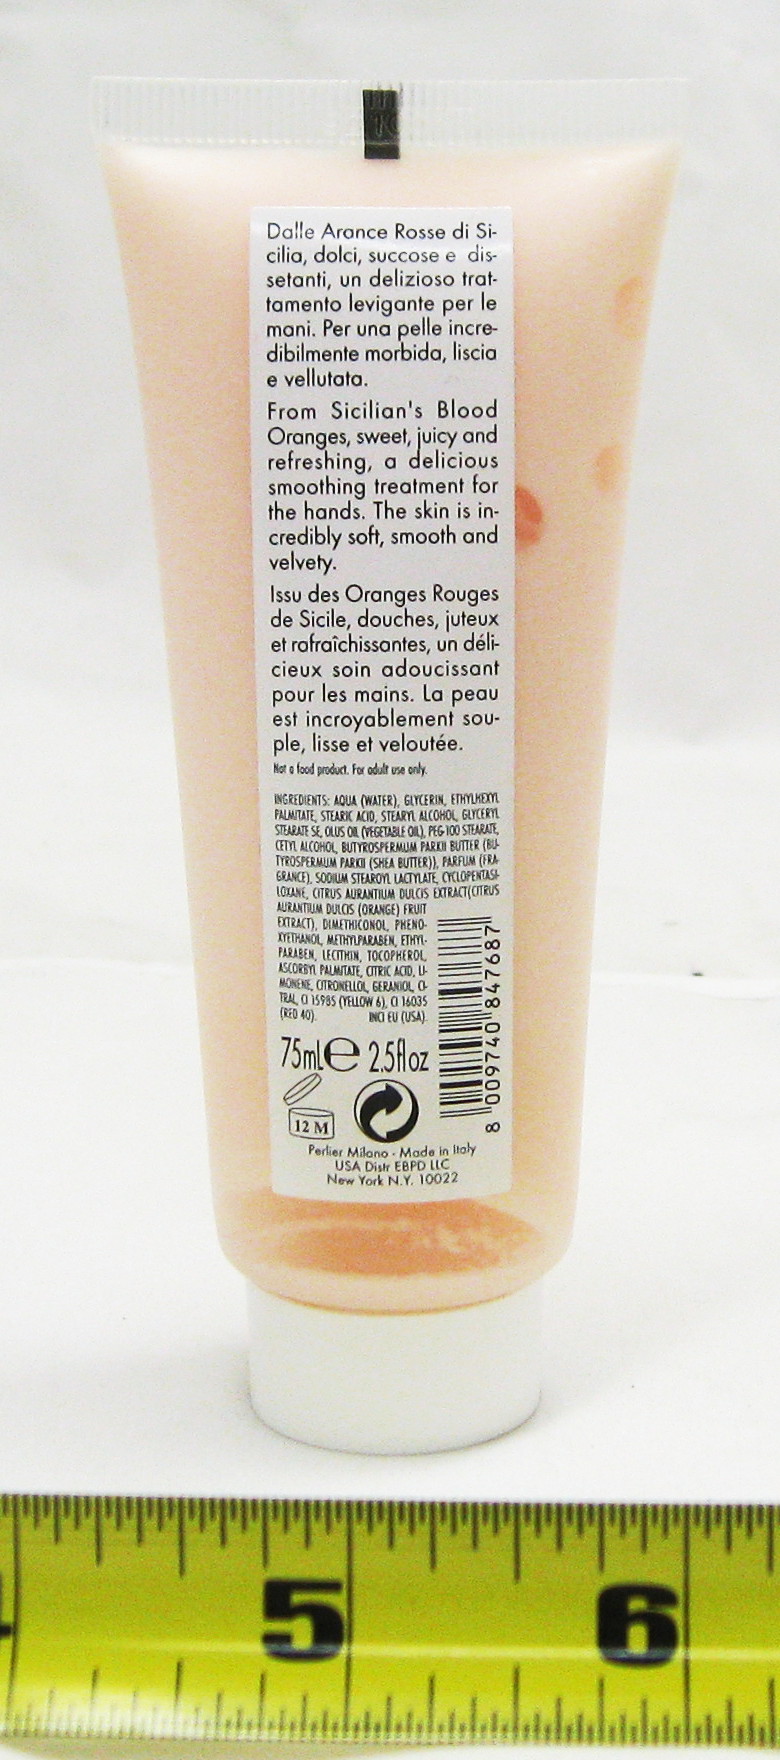 Dalle Arance Rosse di Si-
cilia, dolci, succose e dis-
setanti, un delizioso trat-
tamento levigante per le
mani. Per una pelle incre-
dibilmente morbida, liscia
e vellutata.
From Sicilian's Blood
Oranges, sweet, juicy and
refreshing, a delicious
smoothing treatment for
the hands. The skin is in-
credibly soft, smooth and
velvety.
Issu des Oranges Rouges
de Sicile, douches, juteux
et rafraîchissantes, un déli-
cieux soin adoucissant
pour les mains. La peau
est incroyablement sou-
ple, lisse et veloutée.
Not a food product. For adult use only.
INGREDIENTS: AQUA (WATER), GLYCERIN, ETHYLHEXYL
PALMITATE, STEARIC ACID, STEARYL ALCOHOL, GLYCERYL
STEARATE SE, OLUS OIL (VEGETABLE OIL), PEG-100 STEARATE,
CETYL ALCOHOL, BUTYROSPERMUM PARKII BUTTER (BU-
TYROSPERMUM PARKII (SHEA BUTTER)), PARFUM (FRA-
GRANCE), SODIUM STEAROYL LACTYLATE, CYCLOPENTASI-
LOXANE, CITRUS AURANTIUM DULCIS EXTRACT(CITRUS
AURANTIUM DULCIS (ORANGE) FRUIT
EXTRACT), DIMETHICONOL, PHENO-
XYETHANOL, METHYLPARABEN, ETHYL-
PARABEN, LECITHIN, TOCOPHEROL,
ASCORBYL PALMITATE, CITRIC ACID, LI-
MONENE, CITRONELLOL, GERANIOL, CI-
TRAL, CI 15985 (YELLOW 6), CI 16035
(RED 40). INCI EU (USA).
8 009740 847687
75mL e 2.5fl oz
12 M
Perlier Milano - Made in Italy
USA Distr EBPD LLC
New York N.Y. 10022
5 6